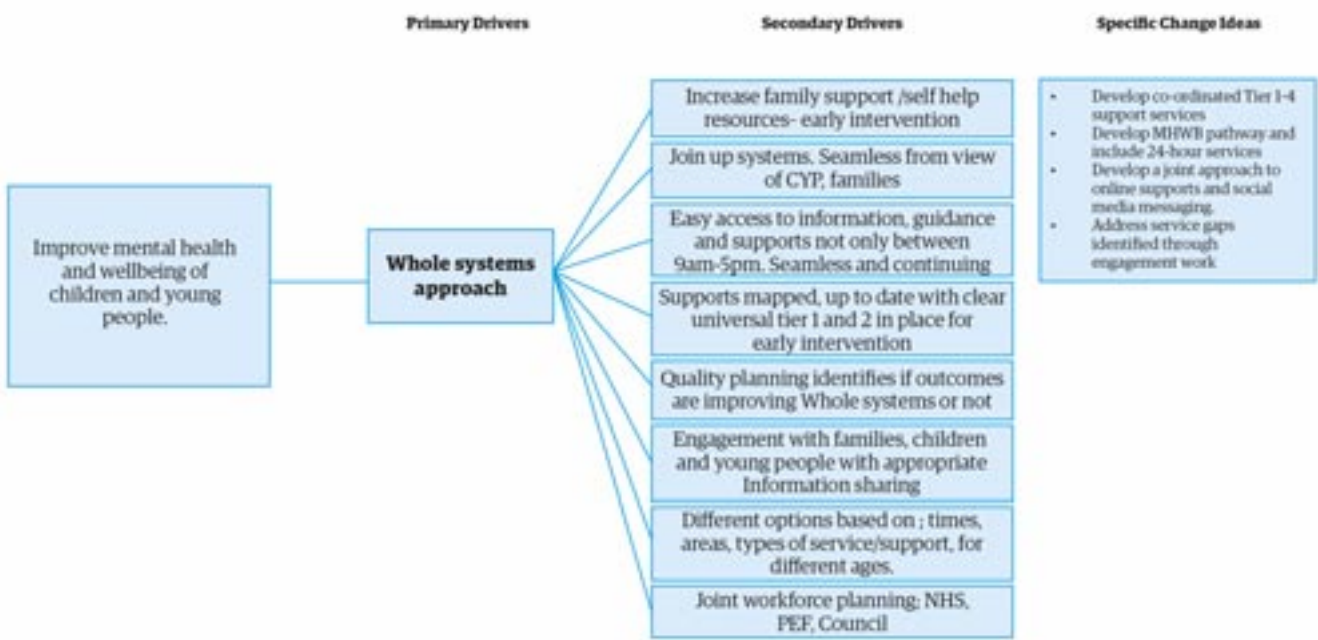 Primary Drivers
Secondary Drivers
Specific Change Ideas
Improve mental health
and wellbeing of
children and young
people.
Whole systems
approach
Increase family support /self help
resources- early intervention
Join up systems. Seamless from view
of CYP, families
Easy access to information, guidance
and supports not only between
9am-5pm. Seamless and continuing
Supports mapped, up to date with clear
universal tier 1 and 2 in place for
early intervention
Quality planning identifies if outcomes
are improving Whole systems or not
Engagement with families, children
and young people with appropriate
Information sharing
Different options based on ; times,
areas, types of service/support, for
different ages.
Joint workforce planning; NHS,
PEF, Council
• Develop co-ordinated Tier 1-4
support services
• Develop MHWB pathway and
include 24-hour services
• Develop a joint approach to
online supports and social
media messaging.
• Address service gaps
identified through
engagement work